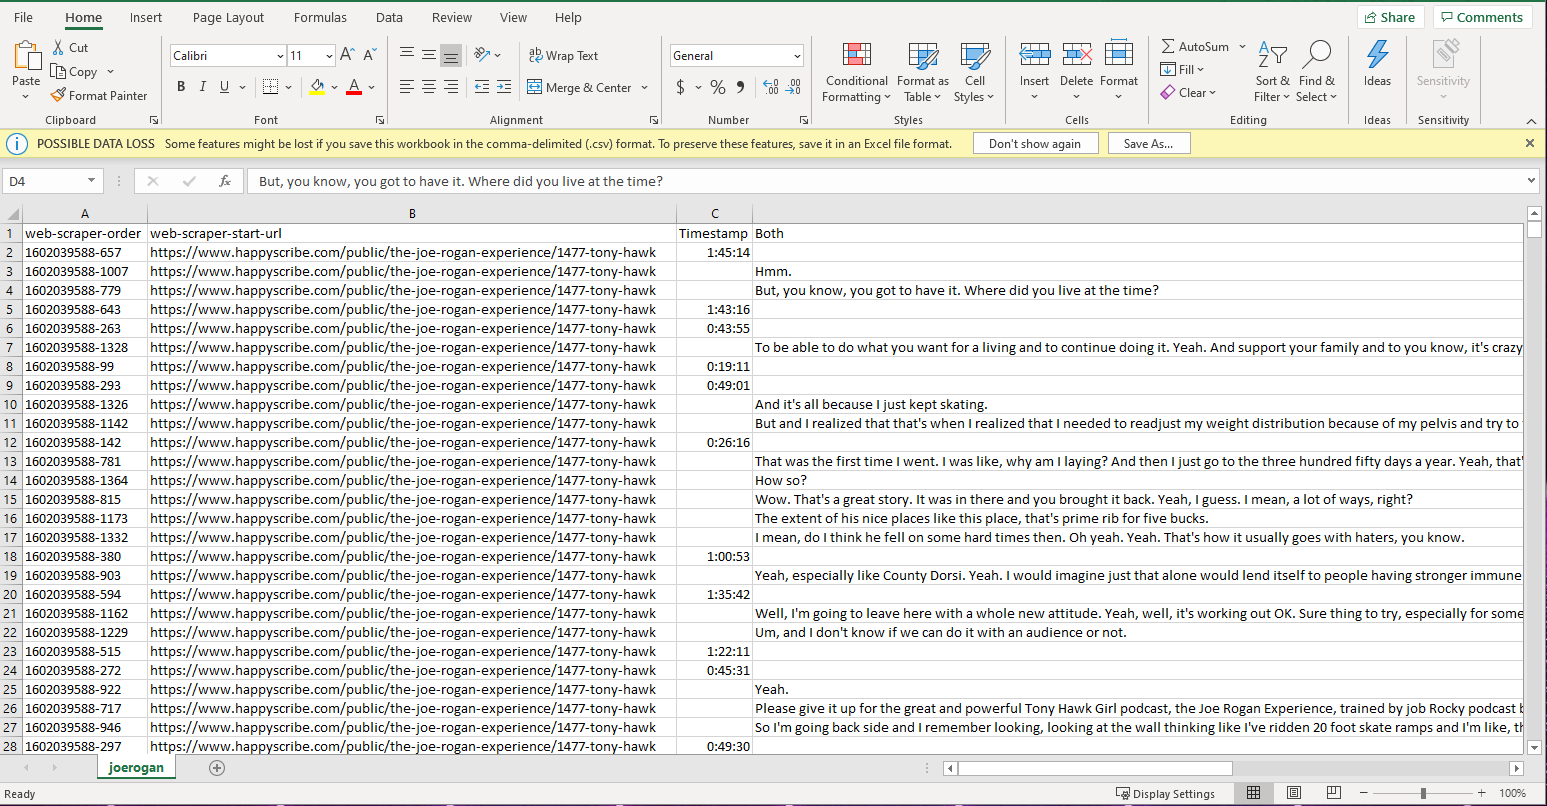 File Home Insert Page Layout Formulas Data Review View Help Share Comments
Paste Cut Copy Format Painter Clipboard
Calibri 11 A A B I U A Font
ab Wrap Text Merge & Center Alignment
General $ % Number
Conditional Formatting Format as Table Cell Styles Styles
Insert Delete Format Cells
AutoSum Fill Clear Sort & Filter Find & Select Editing
Ideas Ideas
Sensitivity Sensitivity
POSSIBLE DATA LOSS Some features might be lost if you save this workbook in the comma-delimited (.csv) format. To preserve these features, save it in an Excel file format. Don't show again Save As...
D4 fx But, you know, you got to have it. Where did you live at the time?
A B C
1 web-scraper-order web-scraper-start-url Timestamp Both
2 1602039588-657 https://www.happyscribe.com/public/the-joe-rogan-experience/1477-tony-hawk 1:45:14
3 1602039588-1007 https://www.happyscribe.com/public/the-joe-rogan-experience/1477-tony-hawk Hmm.
4 1602039588-779 https://www.happyscribe.com/public/the-joe-rogan-experience/1477-tony-hawk But, you know, you got to have it. Where did you live at the time?
5 1602039588-643 https://www.happyscribe.com/public/the-joe-rogan-experience/1477-tony-hawk 1:43:16
6 1602039588-263 https://www.happyscribe.com/public/the-joe-rogan-experience/1477-tony-hawk 0:43:55
7 1602039588-1328 https://www.happyscribe.com/public/the-joe-rogan-experience/1477-tony-hawk To be able to do what you want for a living and to continue doing it. Yeah. And support your family and to you know, it's crazy
8 1602039588-99 https://www.happyscribe.com/public/the-joe-rogan-experience/1477-tony-hawk 0:19:11
9 1602039588-293 https://www.happyscribe.com/public/the-joe-rogan-experience/1477-tony-hawk 0:49:01
10 1602039588-1326 https://www.happyscribe.com/public/the-joe-rogan-experience/1477-tony-hawk And it's all because I just kept skating.
11 1602039588-1142 https://www.happyscribe.com/public/the-joe-rogan-experience/1477-tony-hawk But and I realized that that's when I realized that I needed to readjust my weight distribution because of my pelvis and try to
12 1602039588-142 https://www.happyscribe.com/public/the-joe-rogan-experience/1477-tony-hawk 0:26:16
13 1602039588-781 https://www.happyscribe.com/public/the-joe-rogan-experience/1477-tony-hawk That was the first time I went. I was like, why am I laying? And then I just go to the three hundred fifty days a year. Yeah, that'
14 1602039588-1364 https://www.happyscribe.com/public/the-joe-rogan-experience/1477-tony-hawk How so?
15 1602039588-815 https://www.happyscribe.com/public/the-joe-rogan-experience/1477-tony-hawk Wow. That's a great story. It was in there and you brought it back. Yeah, I guess. I mean, a lot of ways, right?
16 1602039588-1173 https://www.happyscribe.com/public/the-joe-rogan-experience/1477-tony-hawk The extent of his nice places like this place, that's prime rib for five bucks.
17 1602039588-1332 https://www.happyscribe.com/public/the-joe-rogan-experience/1477-tony-hawk I mean, do I think he fell on some hard times then. Oh yeah. Yeah. That's how it usually goes with haters, you know.
18 1602039588-380 https://www.happyscribe.com/public/the-joe-rogan-experience/1477-tony-hawk 1:00:53
19 1602039588-903 https://www.happyscribe.com/public/the-joe-rogan-experience/1477-tony-hawk Yeah, especially like County Dorsi. Yeah. I would imagine just that alone would lend itself to people having stronger immune
20 1602039588-594 https://www.happyscribe.com/public/the-joe-rogan-experience/1477-tony-hawk 1:35:42
21 1602039588-1162 https://www.happyscribe.com/public/the-joe-rogan-experience/1477-tony-hawk Well, I'm going to leave here with a whole new attitude. Yeah, well, it's working out OK. Sure thing to try, especially for some
22 1602039588-1229 https://www.happyscribe.com/public/the-joe-rogan-experience/1477-tony-hawk Um, and I don't know if we can do it with an audience or not.
23 1602039588-515 https://www.happyscribe.com/public/the-joe-rogan-experience/1477-tony-hawk 1:22:11
24 1602039588-272 https://www.happyscribe.com/public/the-joe-rogan-experience/1477-tony-hawk 0:45:31
25 1602039588-922 https://www.happyscribe.com/public/the-joe-rogan-experience/1477-tony-hawk Yeah.
26 1602039588-717 https://www.happyscribe.com/public/the-joe-rogan-experience/1477-tony-hawk Please give it up for the great and powerful Tony Hawk Girl podcast, the Joe Rogan Experience, trained by job Rocky podcast
27 1602039588-946 https://www.happyscribe.com/public/the-joe-rogan-experience/1477-tony-hawk So I'm going back side and I remember looking, looking at the wall thinking like I've ridden 20 foot skate ramps and I'm like, th
28 1602039588-297 https://www.happyscribe.com/public/the-joe-rogan-experience/1477-tony-hawk 0:49:30
joerogan
Ready Display Settings 100%